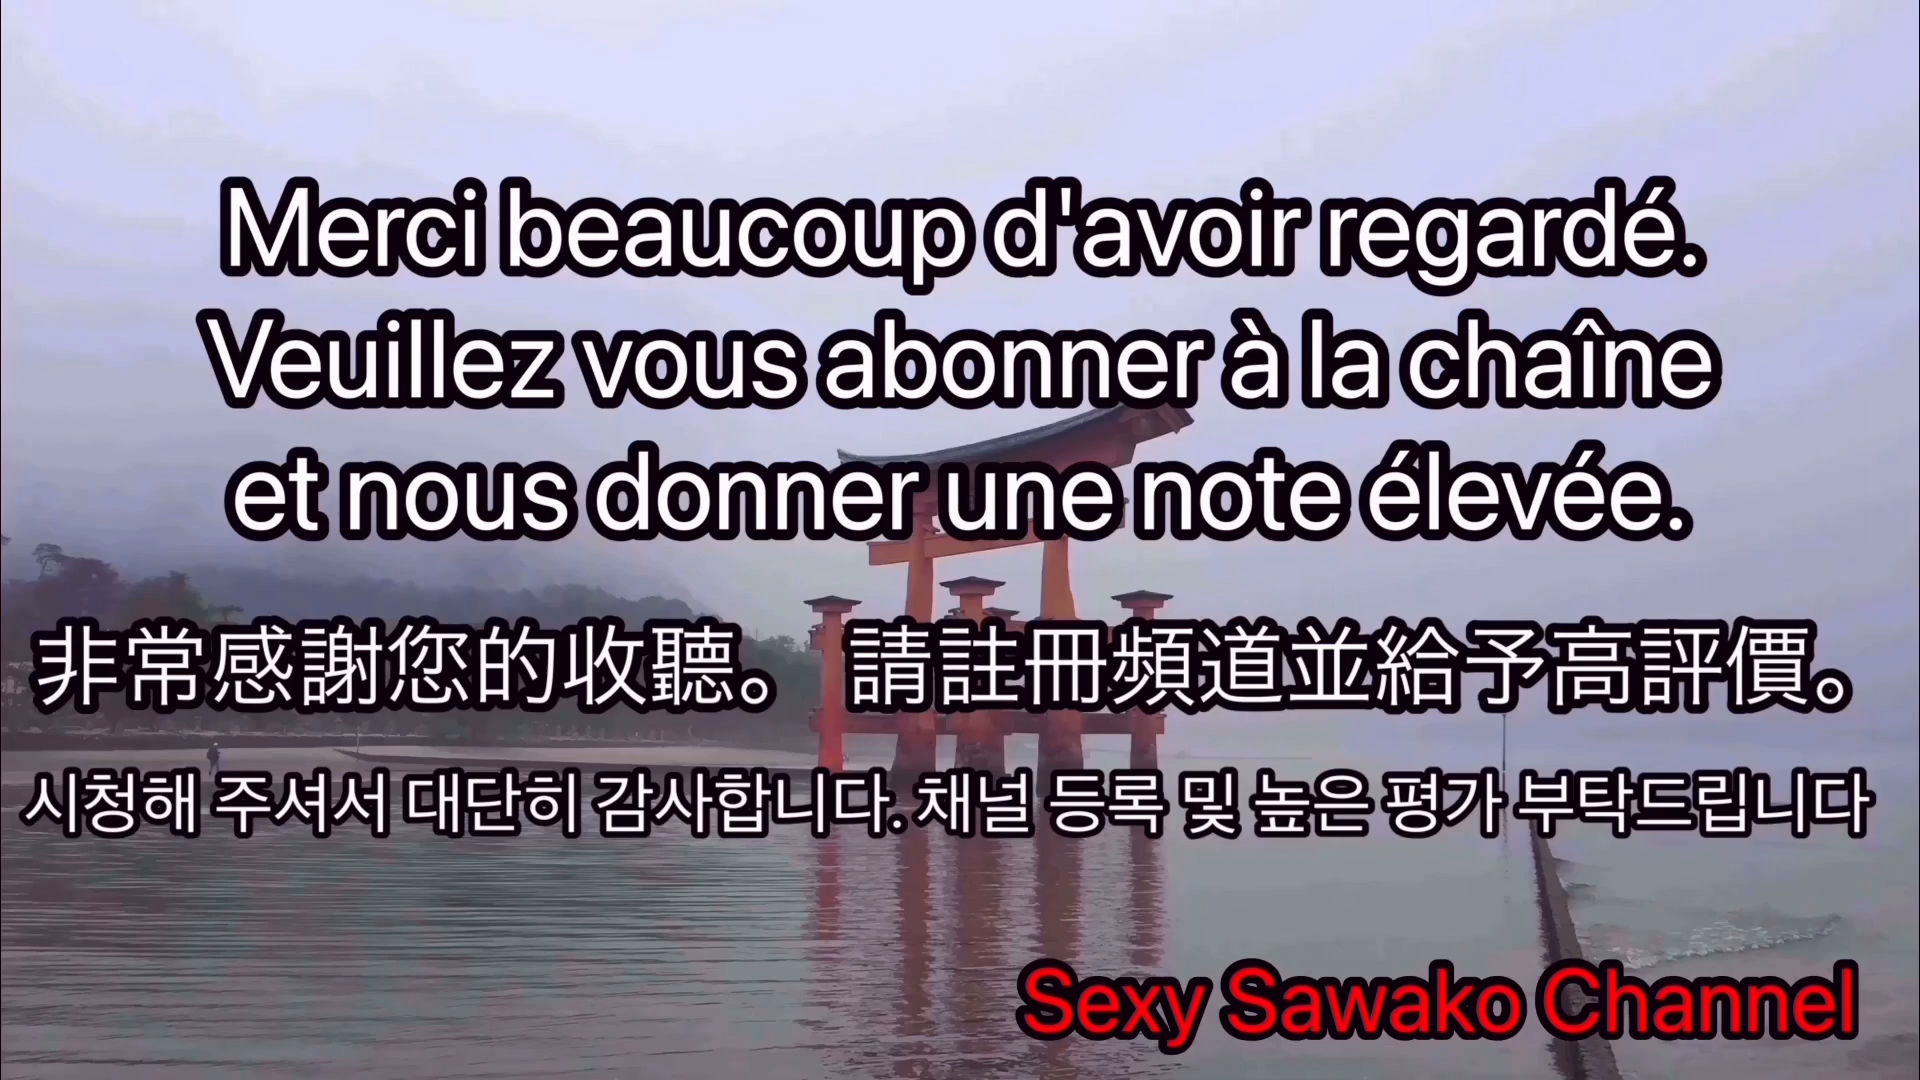 Merci beaucoup d'avoir regardé.
Veuillez vous abonner à la chaîne
et nous donner une note élevée.
非常感謝您的收聽。 請註冊頻道並給予高評價。
시청해 주셔서 대단히 감사합니다. 채널 등록 및 높은 평가 부탁드립니다
Sexy Sawako Channel